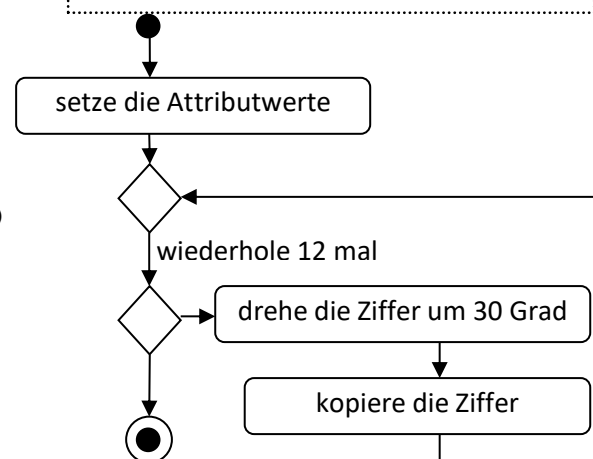 setze die Attributwerte
wiederhole 12 mal
drehe die Ziffer um 30 Grad
kopiere die Ziffer